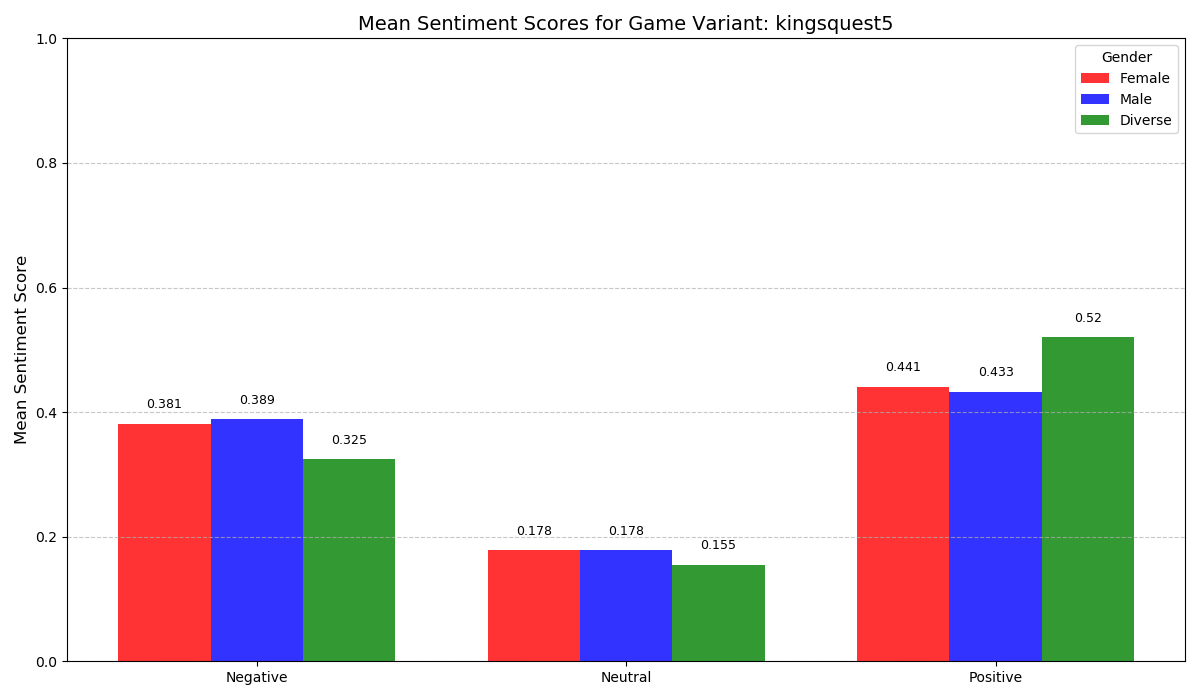 Mean Sentiment Scores for Game Variant: kingsquest5
Gender
Female
Male
Diverse
Mean Sentiment Score
1.0
0.8
0.6
0.4
0.2
0.0
0.381
0.389
0.325
0.178
0.178
0.155
0.441
0.433
0.52
Negative
Neutral
Positive